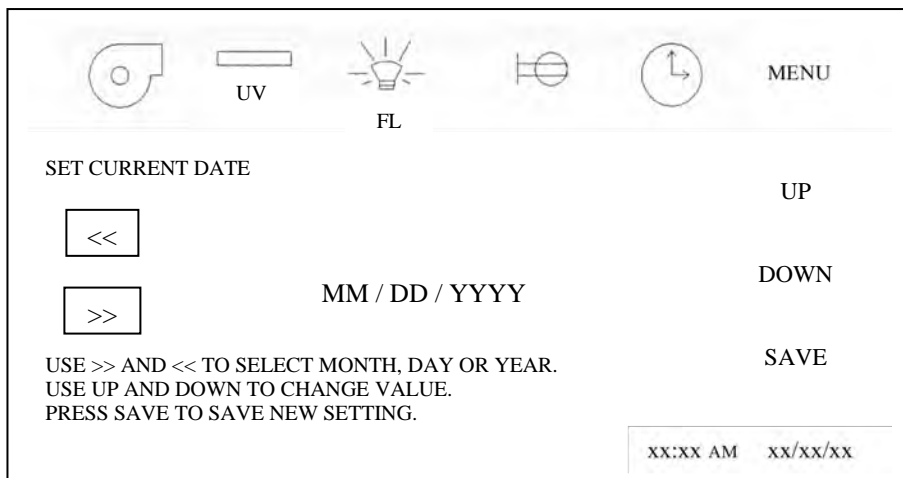 UV
FL
MENU
SET CURRENT DATE
UP
<<
DOWN
MM / DD / YYYY
>>
SAVE
USE >> AND << TO SELECT MONTH, DAY OR YEAR.
USE UP AND DOWN TO CHANGE VALUE.
PRESS SAVE TO SAVE NEW SETTING.
xx:xx AM xx/xx/xx